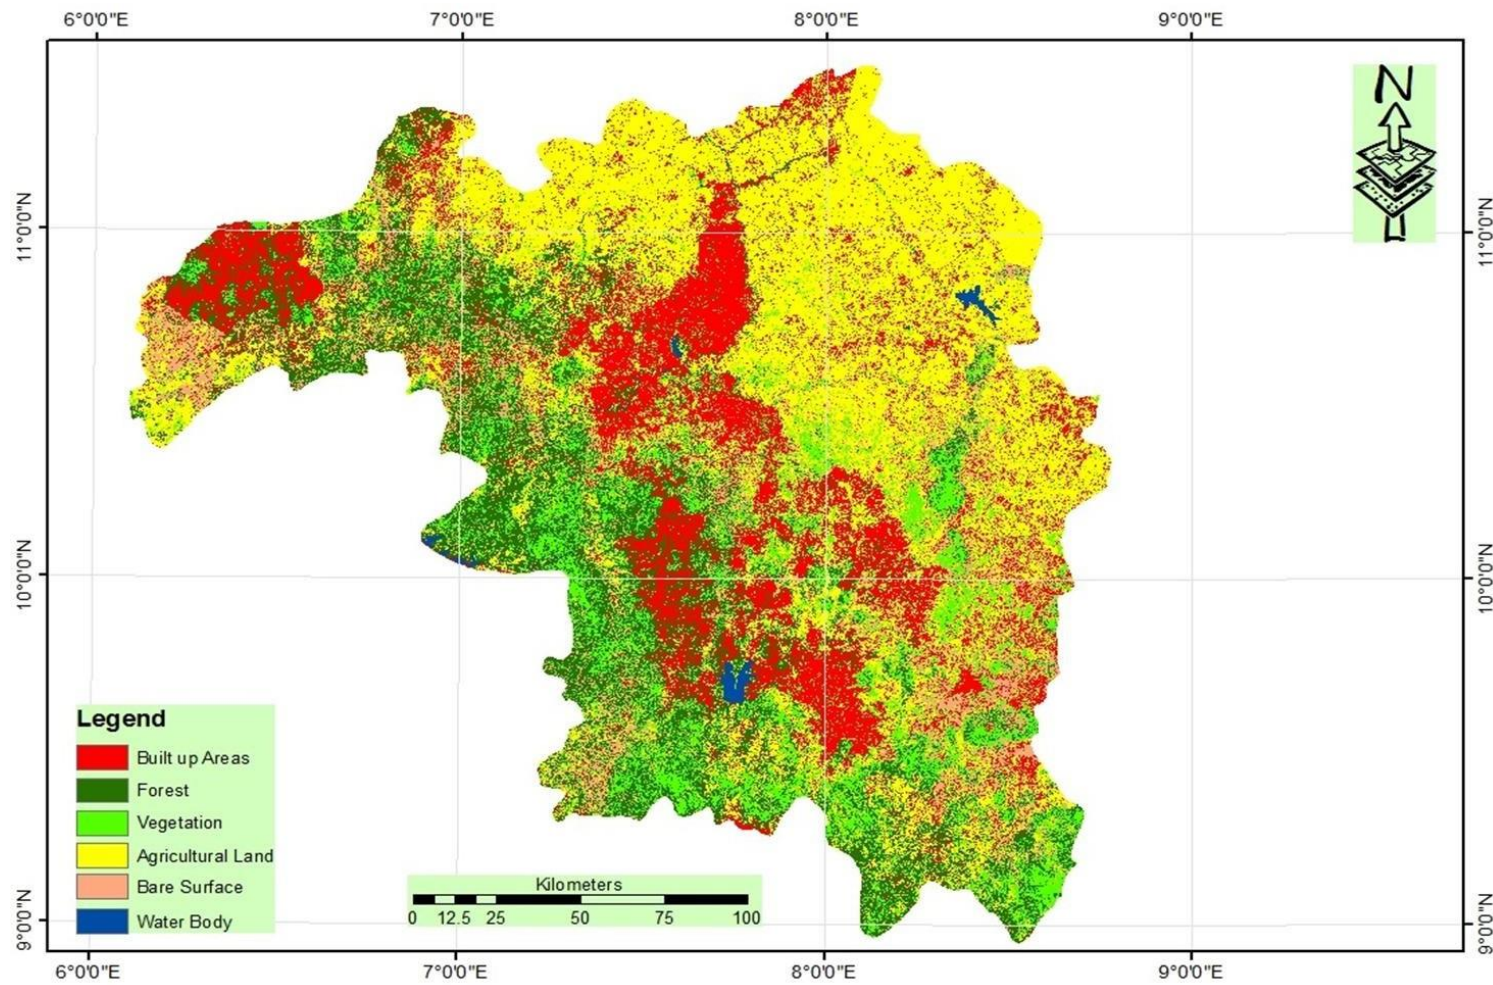 6°0'0"E 7°0'0"E 8°0'0"E 9°0'0"E
N
11°0'0"N 11°0'0"N
10°0'0"N 10°0'0"N
Legend
Built up Areas
Forest
Vegetation
Agricultural Land
Bare Surface
Water Body
Kilometers
0 12.5 25 50 75 100
9°0'0"N 9°0'0"N
6°0'0"E 7°0'0"E 8°0'0"E 9°0'0"E